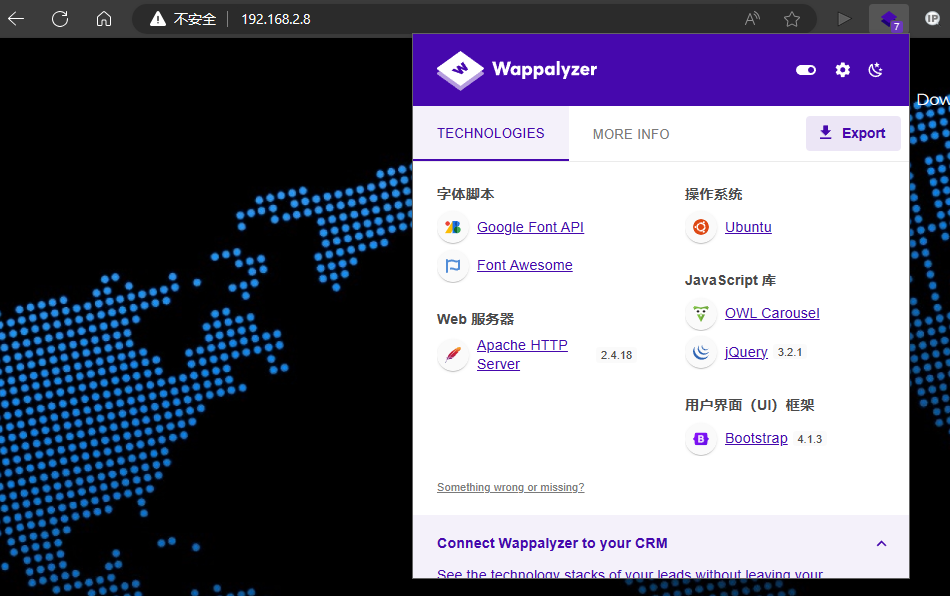 不安全 192.168.2.8 A 7 IP
W Wappalyzer
Dow
TECHNOLOGIES MORE INFO Export
字体脚本
Google Font API
Font Awesome
Web 服务器
Apache HTTP
Server
2.4.18
操作系统
Ubuntu
JavaScript 库
OWL Carousel
jQuery 3.2.1
用户界面（UI）框架
B Bootstrap 4.1.3
Something wrong or missing?
Connect Wappalyzer to your CRM
See the technology stacks of your leads without leaving your